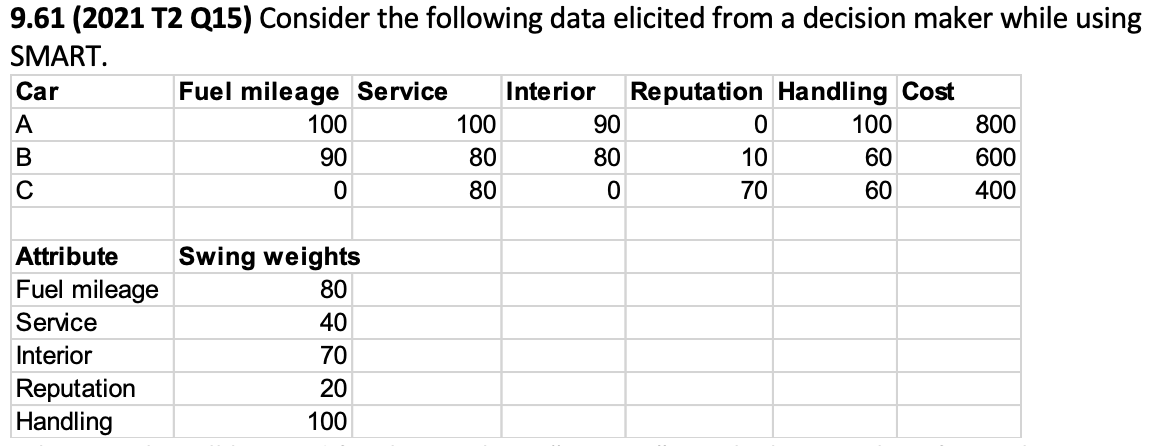 9.61 (2021 T2 Q15) Consider the following data elicited from a decision maker while using
SMART.
Car Fuel mileage Service Interior Reputation Handling Cost
A 100 100 90 0 100 800
B 90 80 80 10 60 600
C 0 80 0 70 60 400
Attribute Swing weights
Fuel mileage 80
Service 40
Interior 70
Reputation 20
Handling 100